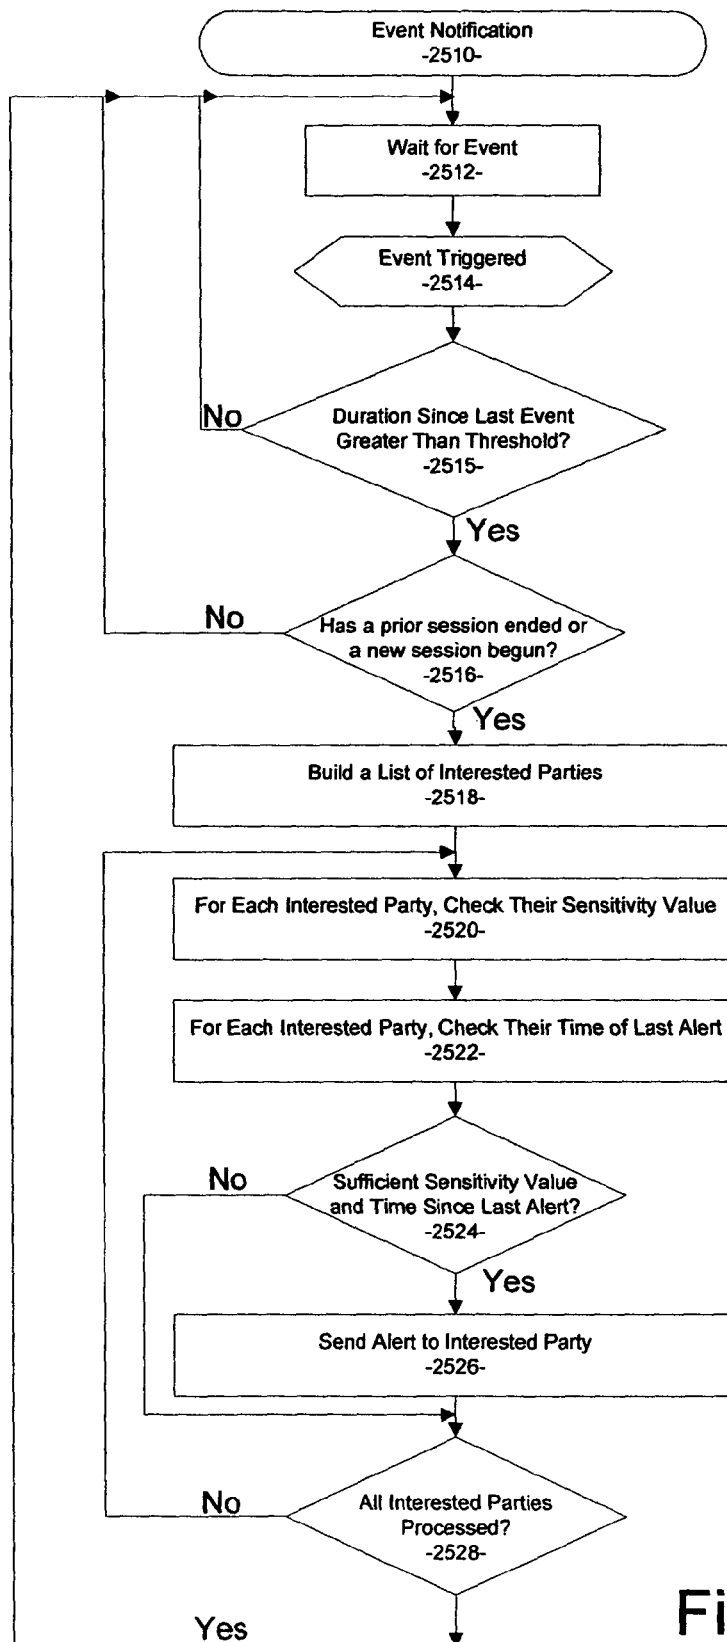 Event Notification
-2510-
Wait for Event
-2512-
Event Triggered
-2514-
No
Duration Since Last Event
Greater Than Threshold?
-2515-
Yes
No
Has a prior session ended or
a new session begun?
-2516-
Yes
Build a List of Interested Parties
-2518-
For Each Interested Party, Check Their Sensitivity Value
-2520-
For Each Interested Party, Check Their Time of Last Alert
-2522-
No
Sufficient Sensitivity Value
and Time Since Last Alert?
-2524-
Yes
Send Alert to Interested Party
-2526-
No
All Interested Parties
Processed?
-2528-
Yes
Fi